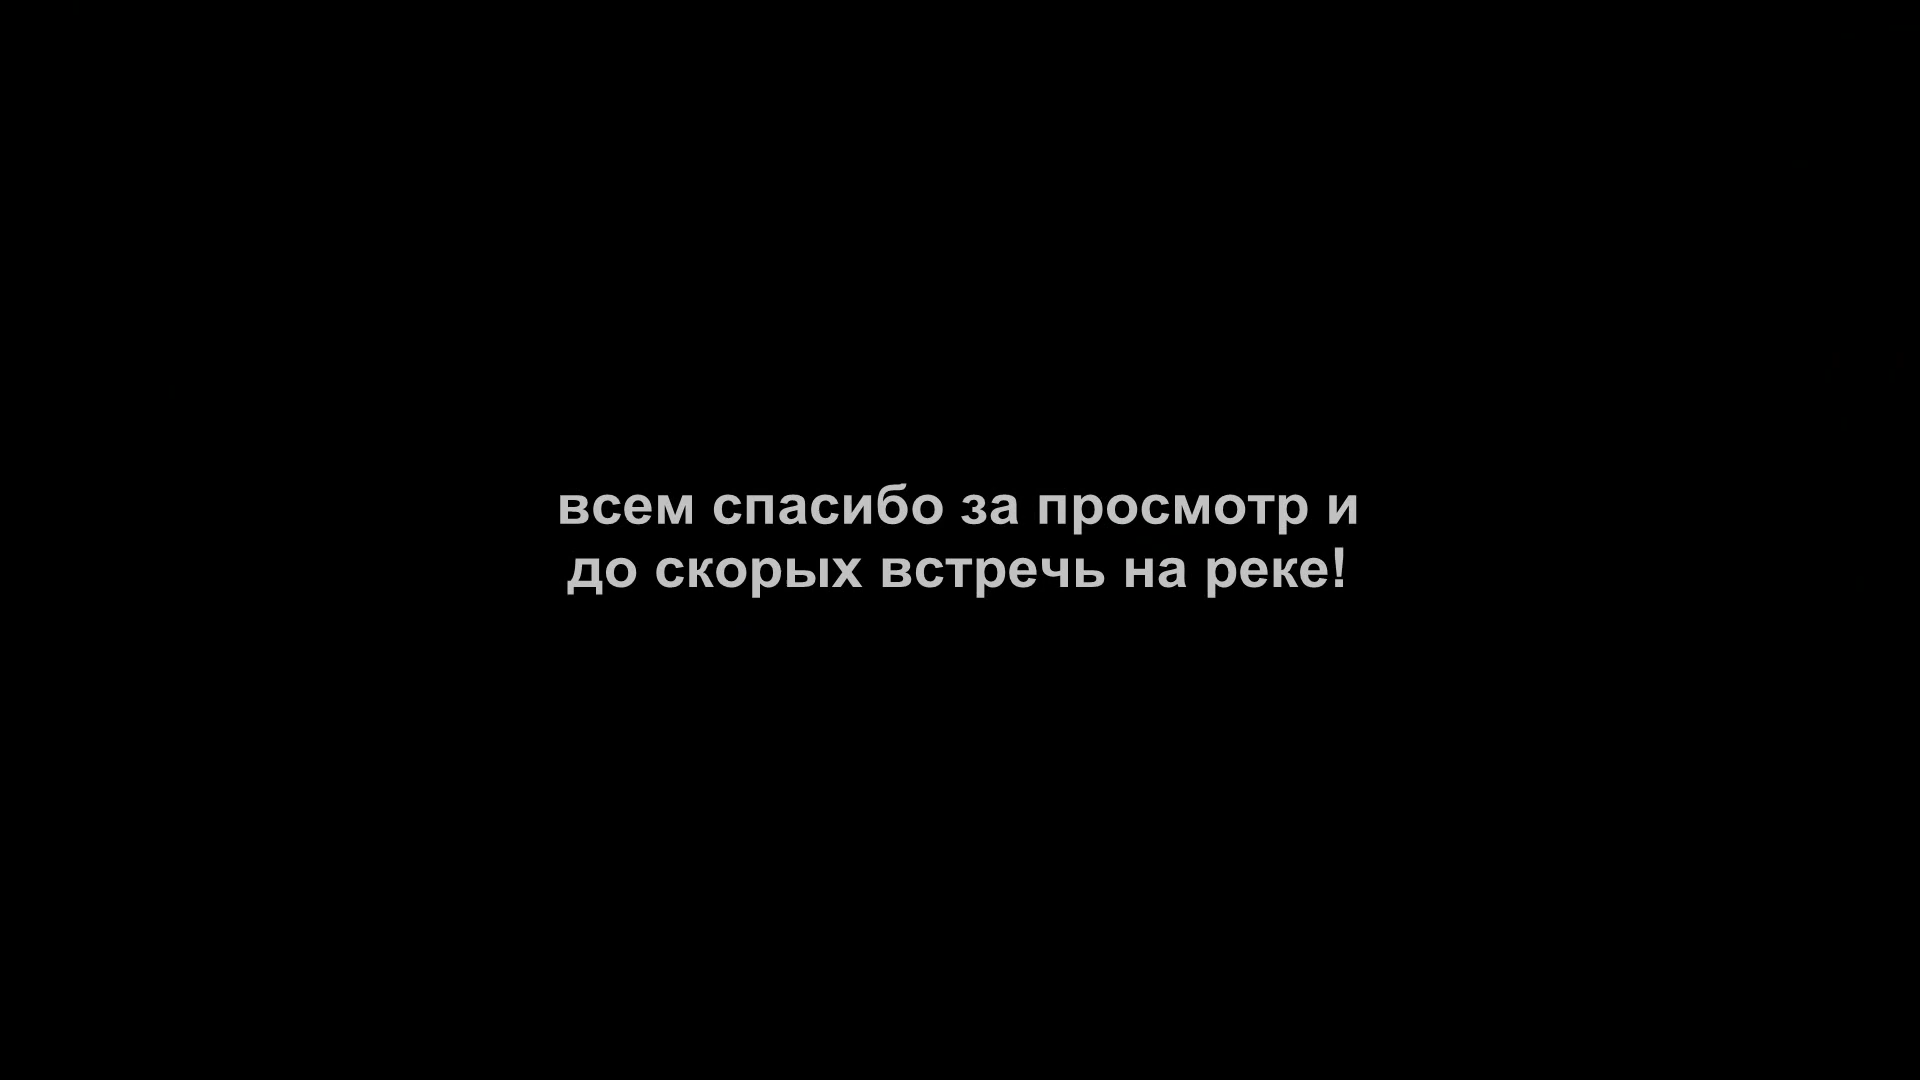 всем спасибо за просмотр и
до скорых встречь на реке!